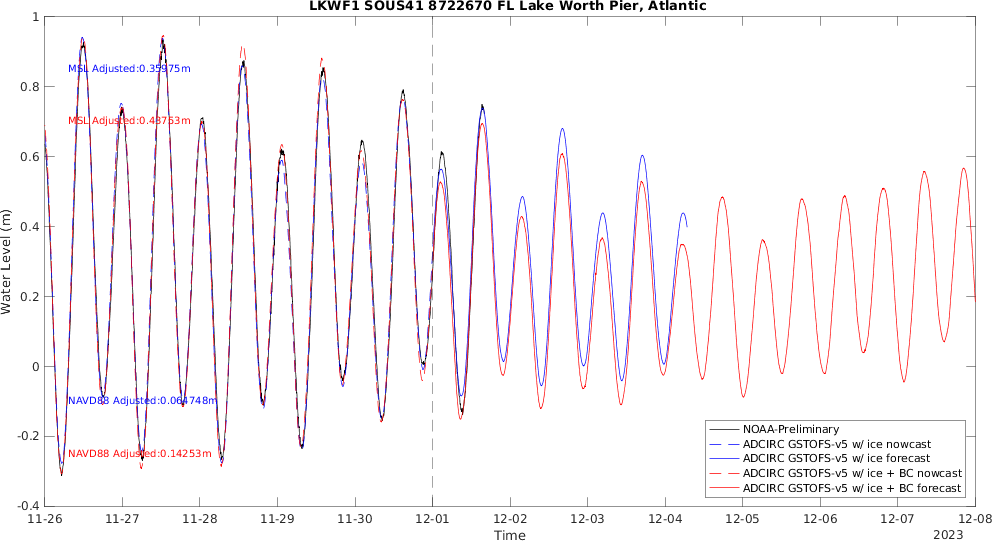 LKWF1 SOUS41 8722670 FL Lake Worth Pier, Atlantic
1
0.8
0.6
0.4
0.2
0
-0.2
-0.4
Water Level (m)
MSL Adjusted:0.35975m
MSL Adjusted:0.43753m
NAVD88 Adjusted:0.064748m
NAVD88 Adjusted:0.14253m
NOAA-Preliminary
ADCIRC GSTOFS-v5 w/ ice nowcast
ADCIRC GSTOFS-v5 w/ ice forecast
ADCIRC GSTOFS-v5 w/ ice + BC nowcast
ADCIRC GSTOFS-v5 w/ ice + BC forecast
11-26 11-27 11-28 11-29 11-30 12-01 12-02 12-03 12-04 12-05 12-06 12-07 12-08
Time
2023